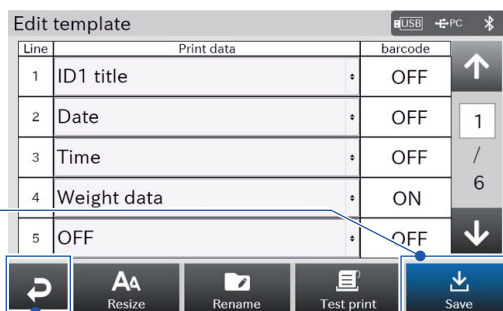 Edit template USB PC
Line Print data barcode
1 ID1 title OFF
2 Date OFF
3 Time OFF
4 Weight data ON
5 OFF OFF
1
/
6
AA
Resize Rename Test print Save